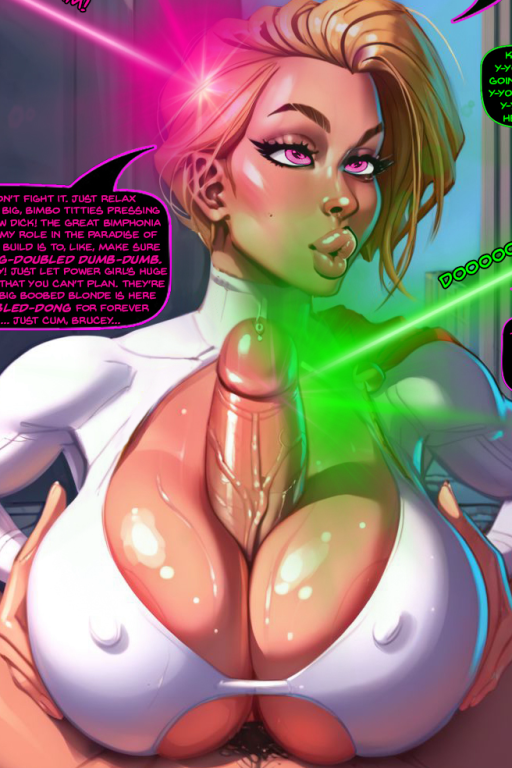 M!
ON'T FIGHT IT. JUST RELAX
BIG, BIMBO TITTIES PRESSING
W DICK! THE GREAT BIMPHONIA
MY ROLE IN THE PARADISE OF
BUILD IS TO, LIKE, MAKE SURE
G-DOUBLED DUMB-DUMB.
Y! JUST LET POWER GIRL'S HUGE
THAT YOU CAN'T PLAN. THEY'RE
BIG BOOBED BLONDE IS HERE
BLED-DONG FOR FOREVER
... JUST CUM, BRUCEY...
K
Y-Y
GOIN
Y-YO
Y-
HE
DOOOOO